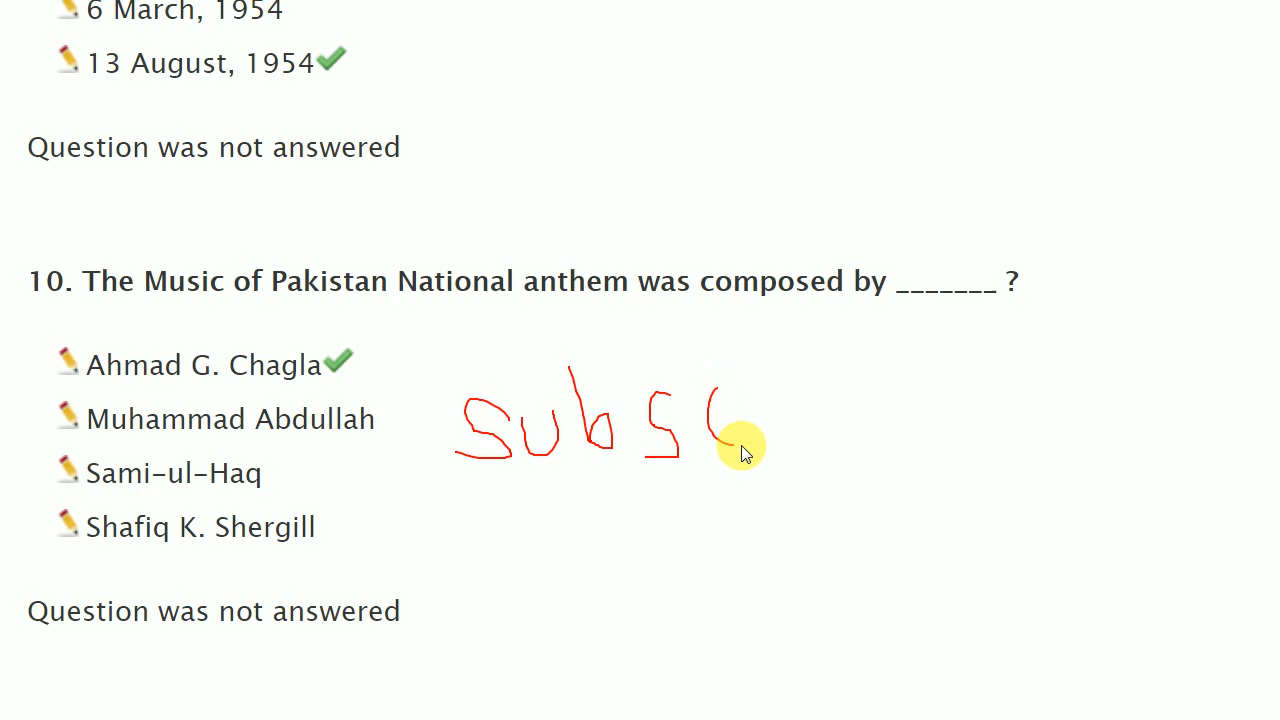 6 March, 1954
13 August, 1954
Question was not answered
10. The Music of Pakistan National anthem was composed by _______ ?
Ahmad G. Chagla
Muhammad Abdullah
Sami-ul-Haq
Shafiq K. Shergill
Subsc
Question was not answered